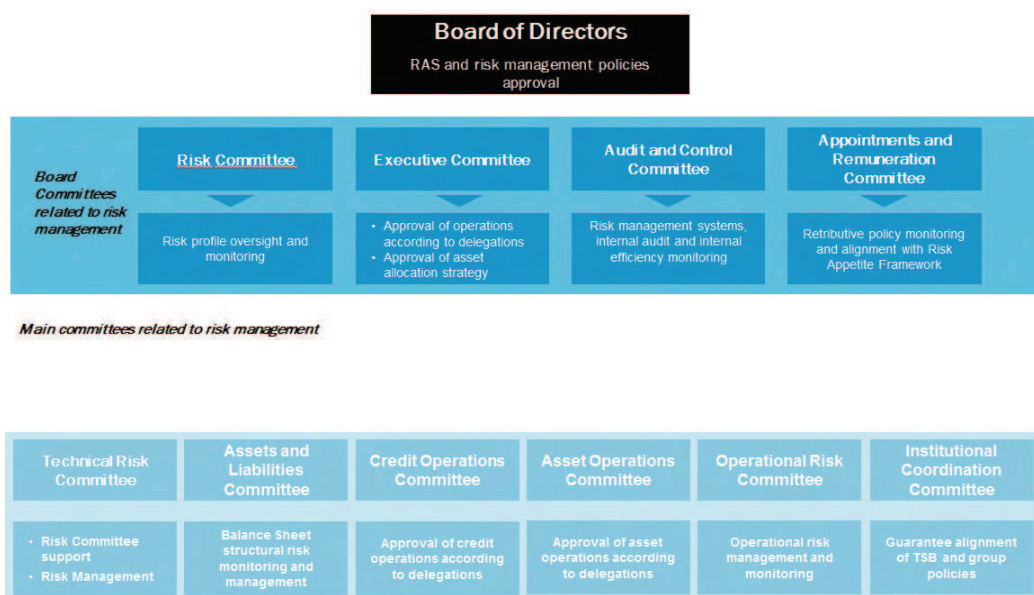 Board of Directors
RAS and risk management policies
approval
Board
Committees
related to risk
management
Risk Committee
Executive Committee
Audit and Control
Committee
Appointments and
Remuneration
Committee
Risk profile oversight and
monitoring
• Approval of operations
according to delegations
• Approval of asset
allocation strategy
Risk management systems,
internal audit and internal
efficiency monitoring
Retributive policy monitoring
and alignment with Risk
Appetite Framework
Main committees related to risk management
Technical Risk
Committee
Assets and
Liabilities
Committee
Credit Operations
Committee
Asset Operations
Committee
Operational Risk
Committee
Institutional
Coordination
Committee
• Risk Committee
support
• Risk Management
Balance Sheet
structural risk
monitoring and
management
Approval of credit
operations according
to delegations
Approval of asset
operations according
to delegations
Operational risk
management and
monitoring
Guarantee alignment
of TSB and group
policies